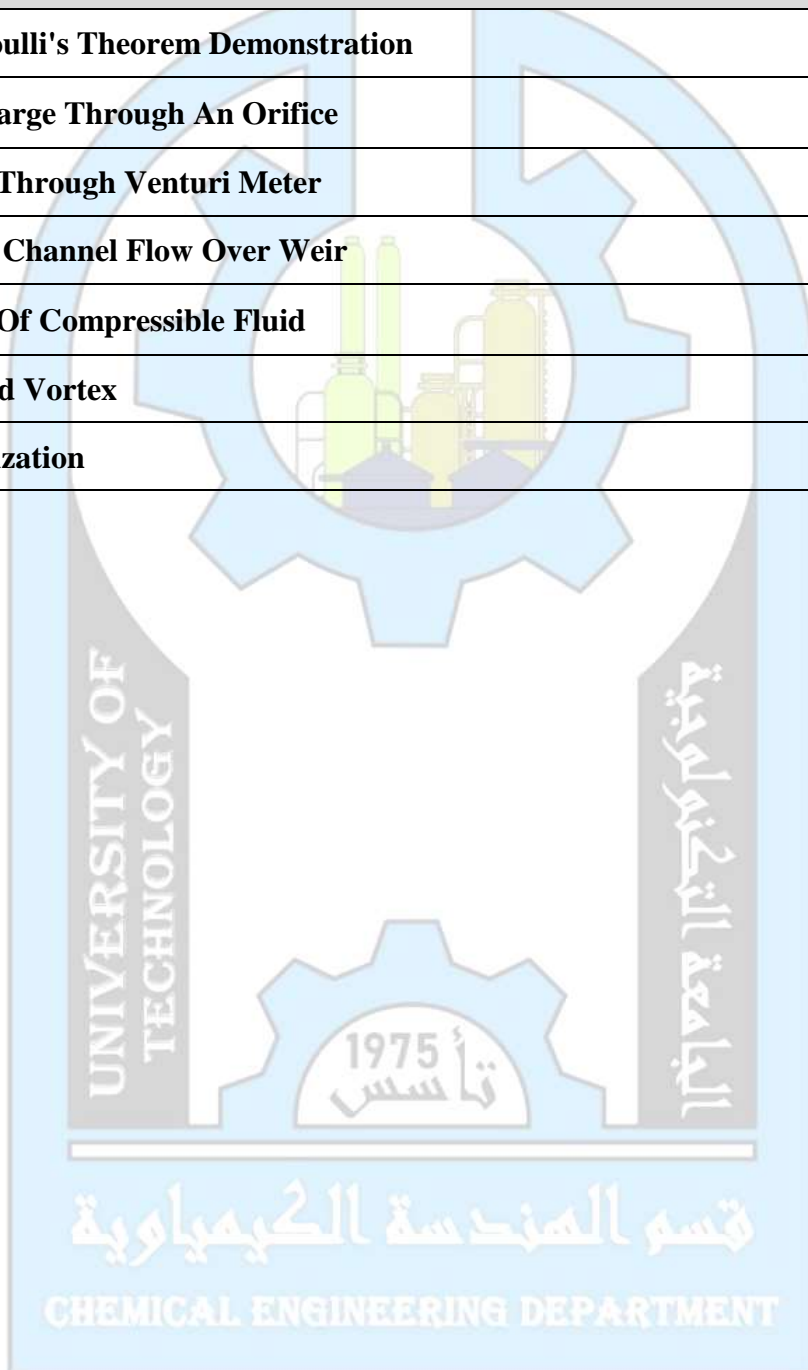 oulli's Theorem Demonstration
arge Through An Orifice
Through Venturi Meter
Channel Flow Over Weir
Of Compressible Fluid
d Vortex
zation
UNIVERSITY OF
TECHNOLOGY
الجامعة التكنولوجية
1975 تأسس
قسم الهندسة الكيمياوية
CHEMICAL ENGINEERING DEPARTMENT